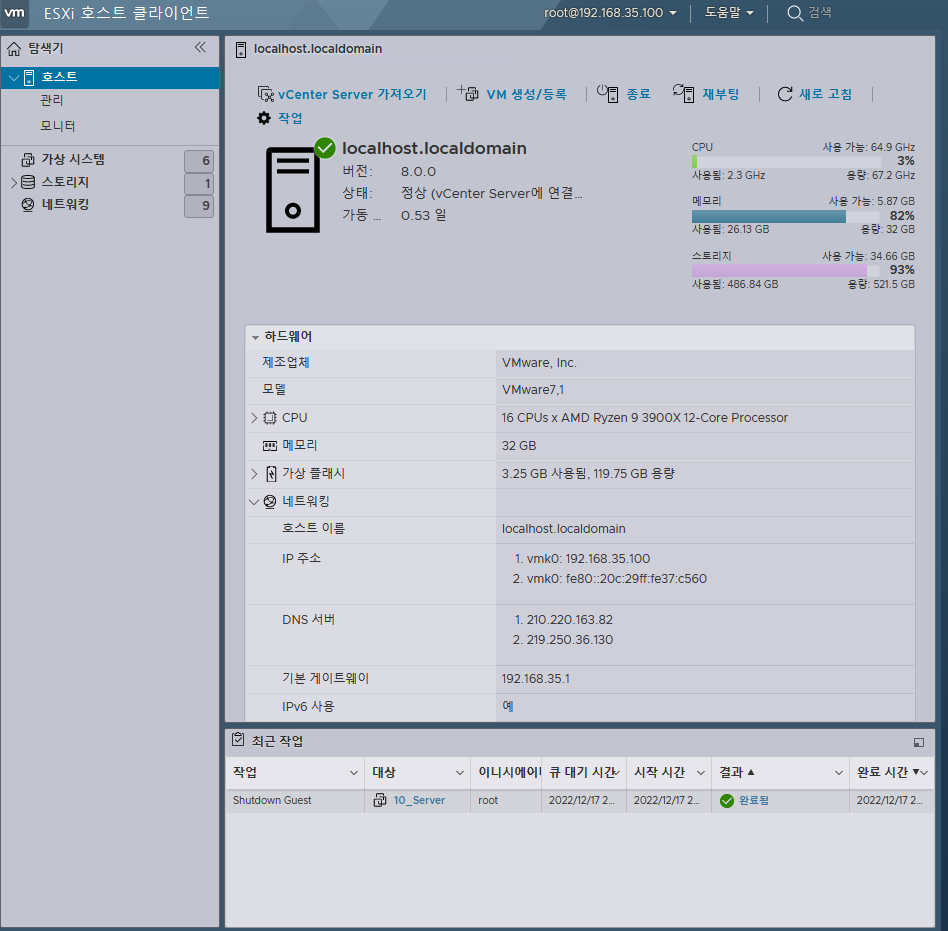 vm ESXi 호스트 클라이언트 root@192.168.35.100 도움말 검색
탐색기
호스트
관리
모니터
가상 시스템 6
스토리지 1
네트워킹 9
localhost.localdomain
vCenter Server 가져오기 VM 생성/등록 종료 재부팅 새로 고침
작업
localhost.localdomain
버전: 8.0.0
상태: 정상 (vCenter Server에 연결...
가동 ... 0.53 일
CPU 사용 가능: 64.9 GHz
3%
사용됨: 2.3 GHz 용량: 67.2 GHz
메모리 사용 가능: 5.87 GB
82%
사용됨: 26.13 GB 용량: 32 GB
스토리지 사용 가능: 34.66 GB
93%
사용됨: 486.84 GB 용량: 521.5 GB
하드웨어
제조업체 VMware, Inc.
모델 VMware7,1
CPU 16 CPUs x AMD Ryzen 9 3900X 12-Core Processor
메모리 32 GB
가상 플래시 3.25 GB 사용됨, 119.75 GB 용량
네트워킹
호스트 이름 localhost.localdomain
IP 주소 1. vmk0: 192.168.35.100
2. vmk0: fe80::20c:29ff:fe37:c560
DNS 서버 1. 210.220.163.82
2. 219.250.36.130
기본 게이트웨이 192.168.35.1
IPv6 사용 예
최근 작업
작업 대상 이니시에이 큐 대기 시간 시작 시간 결과 ▲ 완료 시간 ▼
Shutdown Guest 10_Server root 2022/12/17 2... 2022/12/17 2... 완료됨 2022/12/17 2...